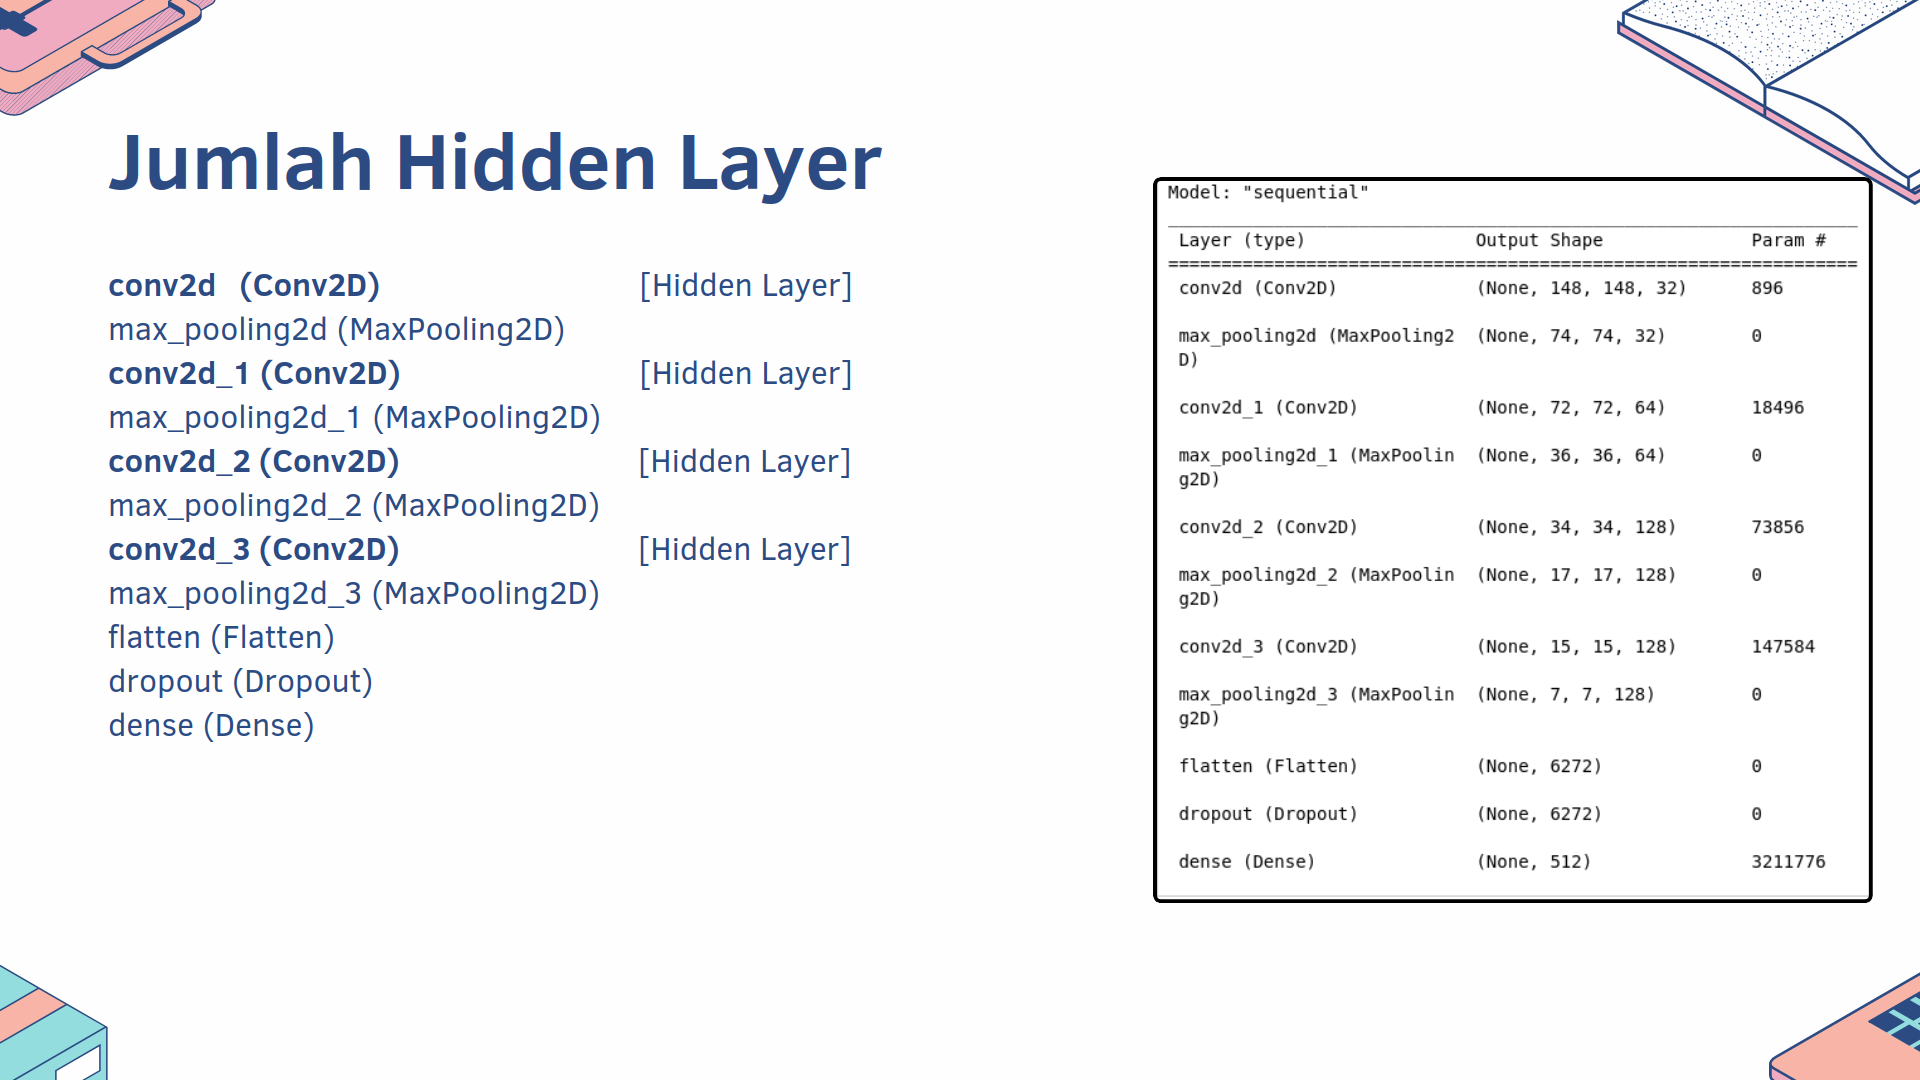 Jumlah Hidden Layer
conv2d (Conv2D) [Hidden Layer]
max_pooling2d (MaxPooling2D)
conv2d_1 (Conv2D) [Hidden Layer]
max_pooling2d_1 (MaxPooling2D)
conv2d_2 (Conv2D) [Hidden Layer]
max_pooling2d_2 (MaxPooling2D)
conv2d_3 (Conv2D) [Hidden Layer]
max_pooling2d_3 (MaxPooling2D)
flatten (Flatten)
dropout (Dropout)
dense (Dense)
Model: "sequential"
Layer (type) Output Shape Param #
conv2d (Conv2D) (None, 148, 148, 32) 896
max_pooling2d (MaxPooling2 (None, 74, 74, 32) 0
D)
conv2d_1 (Conv2D) (None, 72, 72, 64) 18496
max_pooling2d_1 (MaxPoolin (None, 36, 36, 64) 0
g2D)
conv2d_2 (Conv2D) (None, 34, 34, 128) 73856
max_pooling2d_2 (MaxPoolin (None, 17, 17, 128) 0
g2D)
conv2d_3 (Conv2D) (None, 15, 15, 128) 147584
max_pooling2d_3 (MaxPoolin (None, 7, 7, 128) 0
g2D)
flatten (Flatten) (None, 6272) 0
dropout (Dropout) (None, 6272) 0
dense (Dense) (None, 512) 3211776